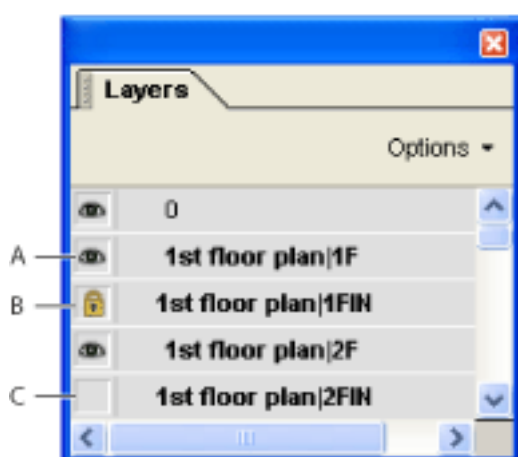 Layers
Options
0
A 1st floor plan|1F
B 1st floor plan|1FIN
1st floor plan|2F
C 1st floor plan|2FIN